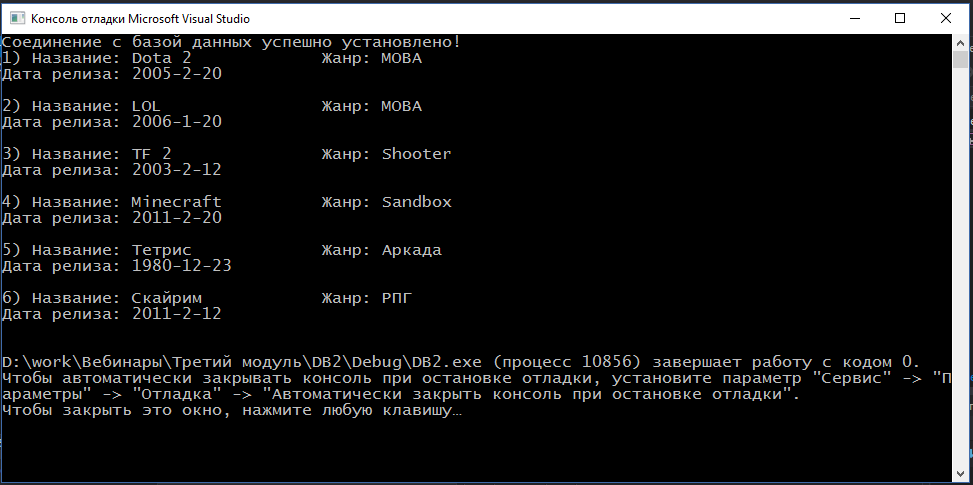 Консоль отладки Microsoft Visual Studio
Соединение с базой данных успешно установлено!
1) Название: Dota 2 Жанр: MOBA
Дата релиза: 2005-2-20
2) Название: LOL Жанр: MOBA
Дата релиза: 2006-1-20
3) Название: TF 2 Жанр: Shooter
Дата релиза: 2003-2-12
4) Название: Minecraft Жанр: Sandbox
Дата релиза: 2011-2-20
5) Название: Тетрис Жанр: Аркада
Дата релиза: 1980-12-23
6) Название: Скайрим Жанр: РПГ
Дата релиза: 2011-2-12
D:\work\Вебинары\Третий модуль\DB2\Debug\DB2.exe (процесс 10856) завершает работу с кодом 0.
Чтобы автоматически закрывать консоль при остановке отладки, установите параметр "Сервис" -> "П
араметры" -> "Отладка" -> "Автоматически закрыть консоль при остановке отладки".
Чтобы закрыть это окно, нажмите любую клавишу…